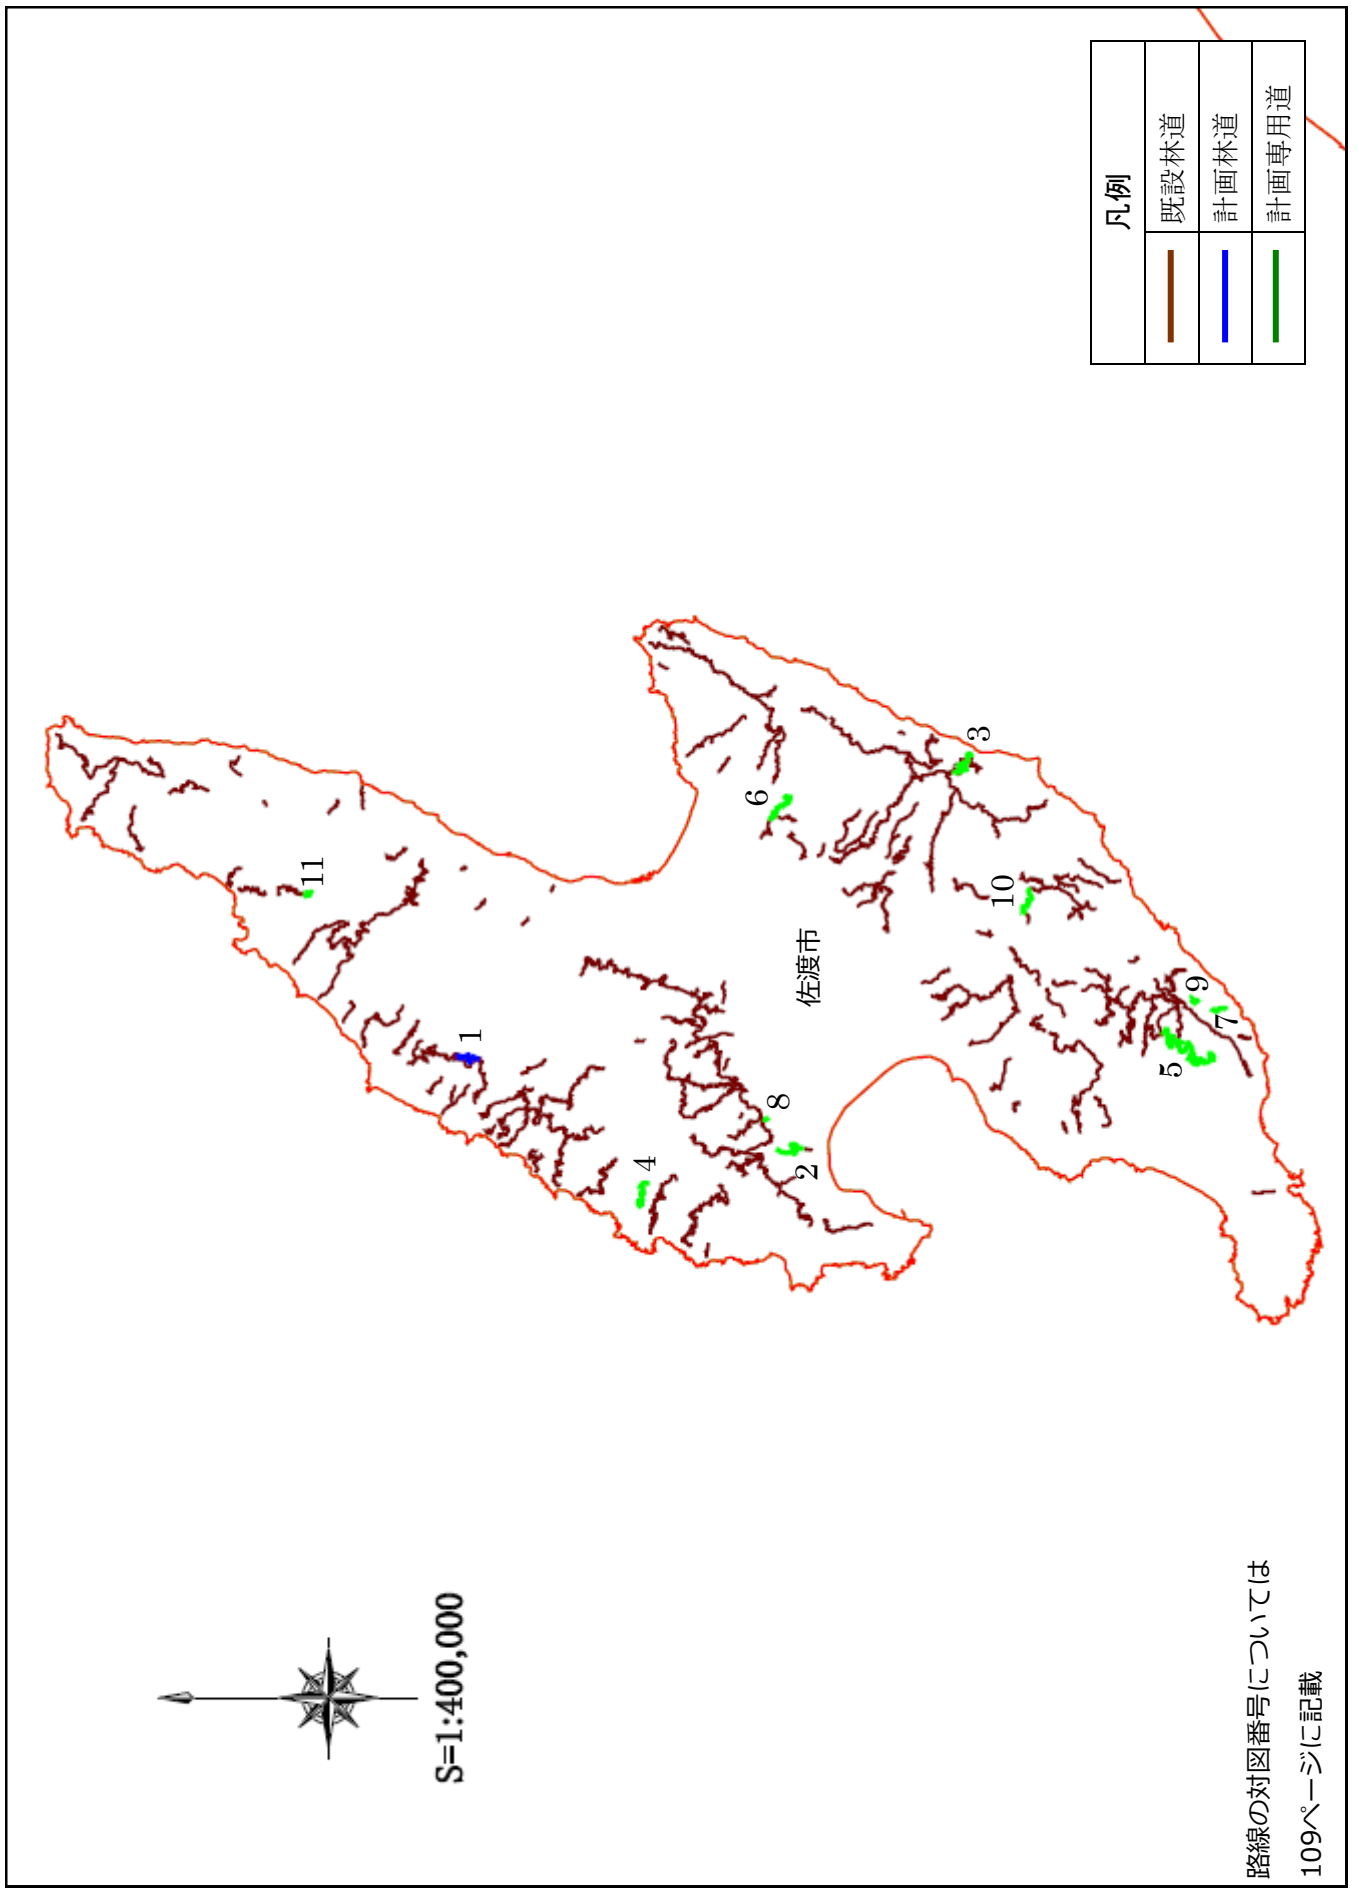 凡例
既設林道
計画林道
計画専用道
S=1:400,000
佐渡市
1
2
3
4
5
6
7
8
9
10
11
路線の対図番号については
109ページに記載